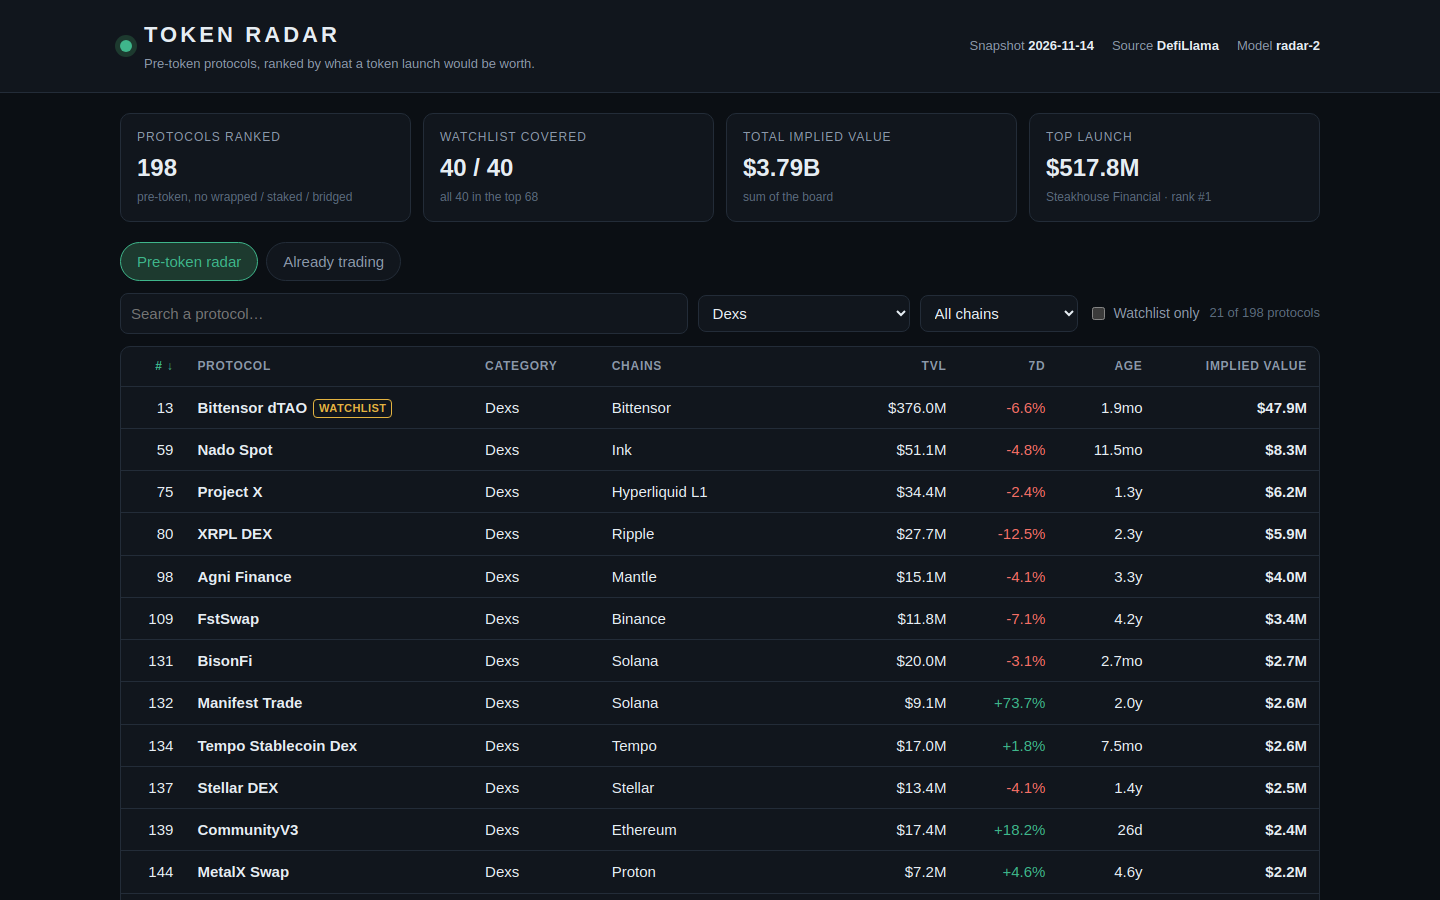 TOKEN RADAR
Pre-token protocols, ranked by what a token launch would be worth.
Snapshot 2026-11-14 Source DefiLlama Model radar-2
PROTOCOLS RANKED
198
pre-token, no wrapped / staked / bridged
WATCHLIST COVERED
40 / 40
all 40 in the top 68
TOTAL IMPLIED VALUE
$3.79B
sum of the board
TOP LAUNCH
$517.8M
Steakhouse Financial · rank #1
Pre-token radar Already trading
Search a protocol… Dexs All chains Watchlist only 21 of 198 protocols
# ↓ PROTOCOL CATEGORY CHAINS TVL 7D AGE IMPLIED VALUE
13 Bittensor dTAO WATCHLIST Dexs Bittensor $376.0M -6.6% 1.9mo $47.9M
59 Nado Spot Dexs Ink $51.1M -4.8% 11.5mo $8.3M
75 Project X Dexs Hyperliquid L1 $34.4M -2.4% 1.3y $6.2M
80 XRPL DEX Dexs Ripple $27.7M -12.5% 2.3y $5.9M
98 Agni Finance Dexs Mantle $15.1M -4.1% 3.3y $4.0M
109 FstSwap Dexs Binance $11.8M -7.1% 4.2y $3.4M
131 BisonFi Dexs Solana $20.0M -3.1% 2.7mo $2.7M
132 Manifest Trade Dexs Solana $9.1M +73.7% 2.0y $2.6M
134 Tempo Stablecoin Dex Dexs Tempo $17.0M +1.8% 7.5mo $2.6M
137 Stellar DEX Dexs Stellar $13.4M -4.1% 1.4y $2.5M
139 CommunityV3 Dexs Ethereum $17.4M +18.2% 26d $2.4M
144 MetalX Swap Dexs Proton $7.2M +4.6% 4.6y $2.2M